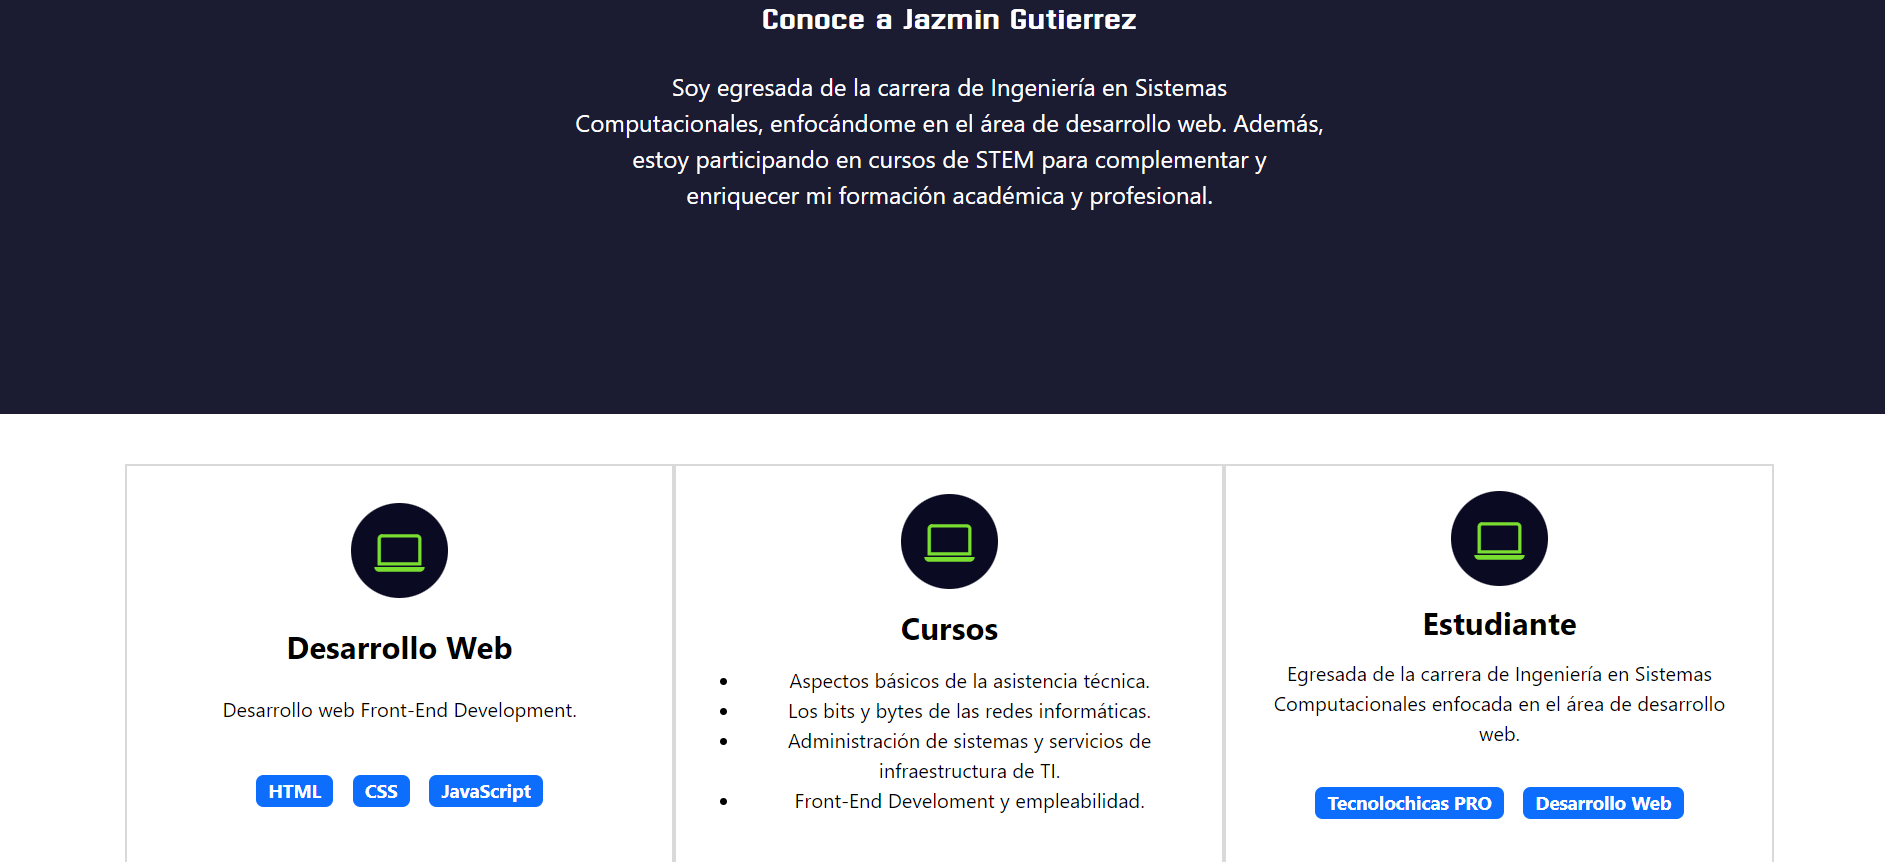 Conoce a Jazmin Gutierrez
Soy egresada de la carrera de Ingeniería en Sistemas
Computacionales, enfocándome en el área de desarrollo web. Además,
estoy participando en cursos de STEM para complementar y
enriquecer mi formación académica y profesional.
Desarrollo Web
Desarrollo web Front-End Development.
HTML CSS JavaScript
Cursos
• Aspectos básicos de la asistencia técnica.
• Los bits y bytes de las redes informáticas.
• Administración de sistemas y servicios de
infraestructura de TI.
• Front-End Develoment y empleabilidad.
Estudiante
Egresada de la carrera de Ingeniería en Sistemas
Computacionales enfocada en el área de desarrollo
web.
Tecnolochicas PRO Desarrollo Web